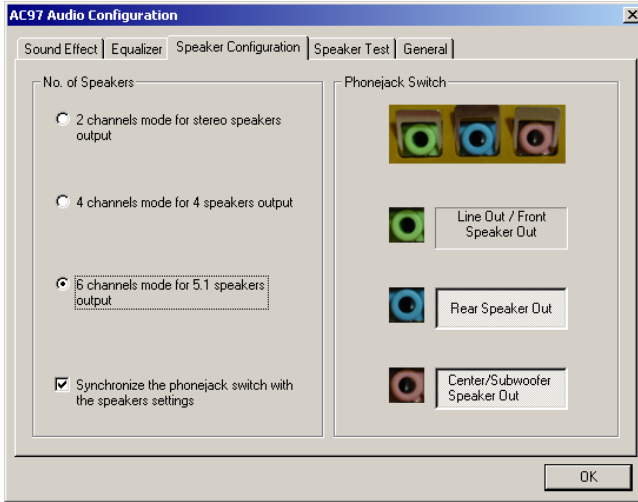 AC97 Audio Configuration
Sound Effect
Equalizer
Speaker Configuration
Speaker Test
General
No. of Speakers
2 channels mode for stereo speakers
output
4 channels mode for 4 speakers output
6 channels mode for 5.1 speakers
output
Synchronize the phonejack switch with
the speakers settings
Phonejack Switch
Line Out / Front
Speaker Out
Rear Speaker Out
Center/Subwoofer
Speaker Out
OK